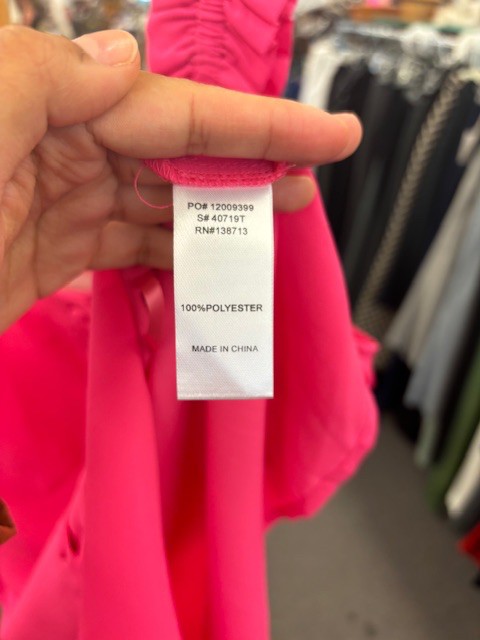 PO# 12009399
S# 40719T
RN#138713
100%POLYESTER
MADE IN CHINA